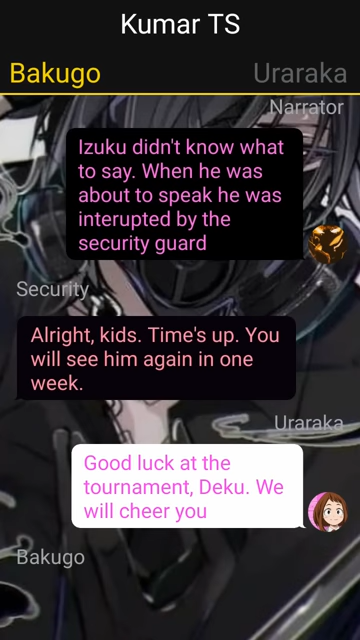 Kumar TS
Bakugo
Uraraka
Narrator
Izuku didn't know what
to say. When he was
about to speak he was
interupted by the
security guard
Security
Alright, kids. Time's up. You
will see him again in one
week.
Uraraka
Good luck at the
tournament, Deku. We
will cheer you
Bakugo